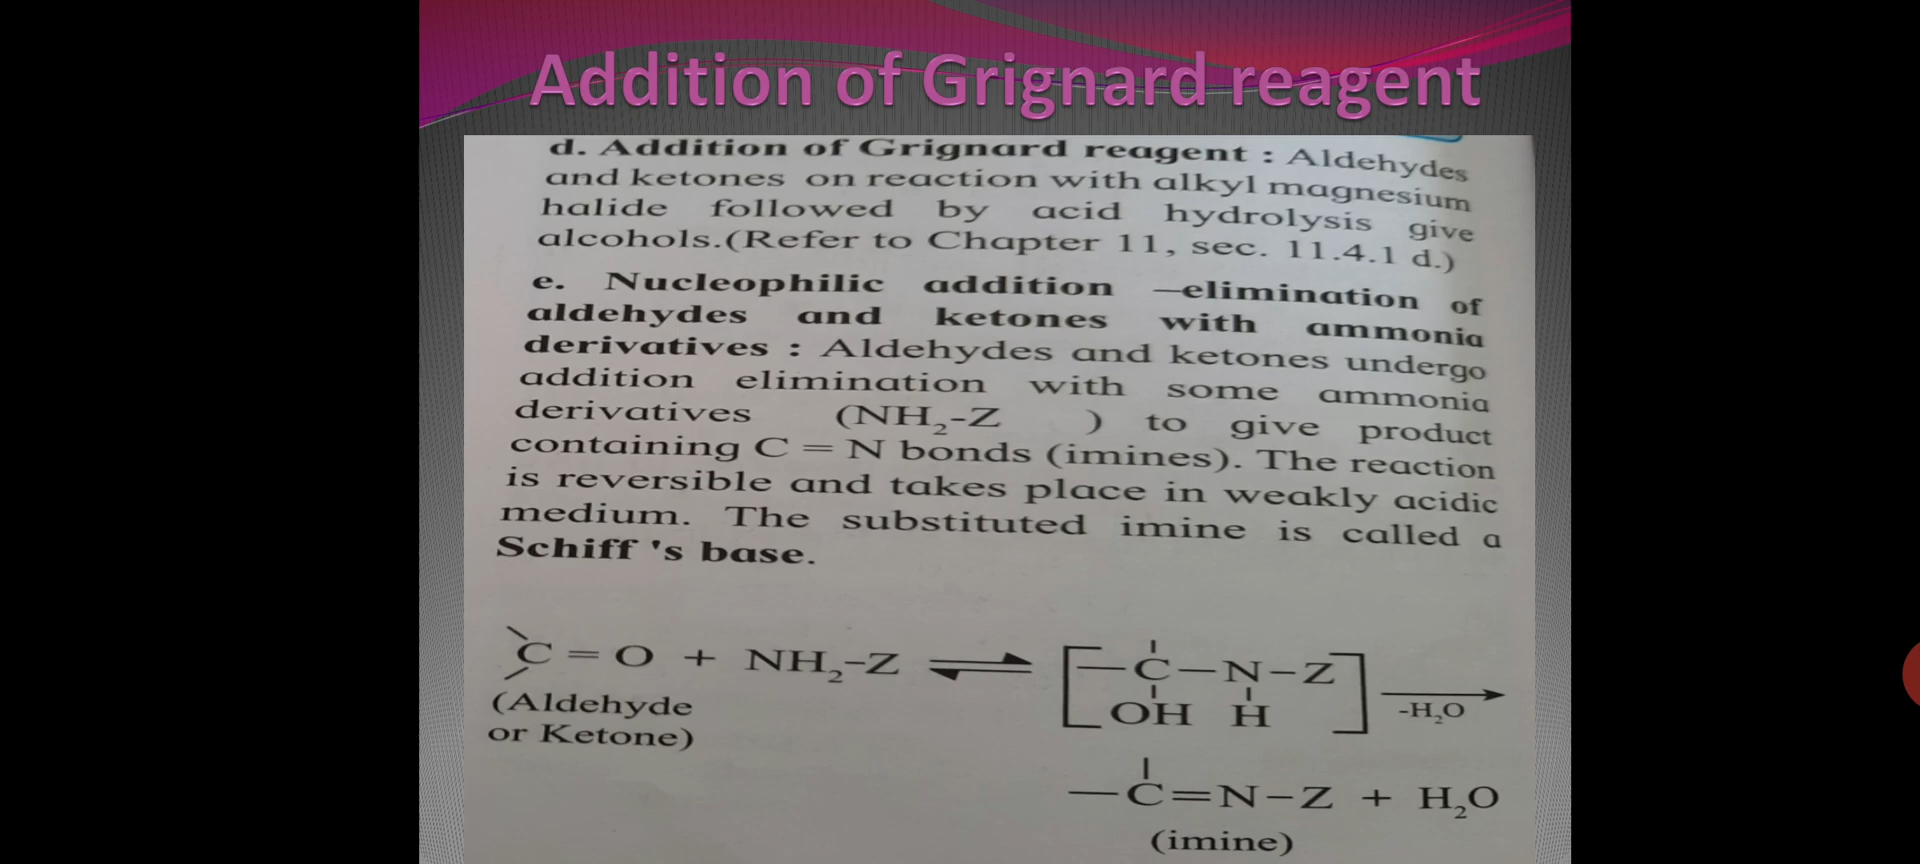 Addition of Grignard reagent
d. Addition of Grignard reagent : Aldehydes
and ketones on reaction with alkyl magnesium
halide followed by acid hydrolysis give
alcohols.(Refer to Chapter 11, sec. 11.4.1 d.)
e. Nucleophilic addition –elimination of
aldehydes and ketones with ammonia
derivatives : Aldehydes and ketones undergo
addition elimination with some ammonia
derivatives (NH₂-Z ) to give product
containing C = N bonds (imines). The reaction
is reversible and takes place in weakly acidic
medium. The substituted imine is called a
Schiff 's base.
C = O + NH₂-Z ⇌ [—C—N-Z]
OH H
-H₂O
(Aldehyde
or Ketone)
—C=N-Z + H₂O
(imine)